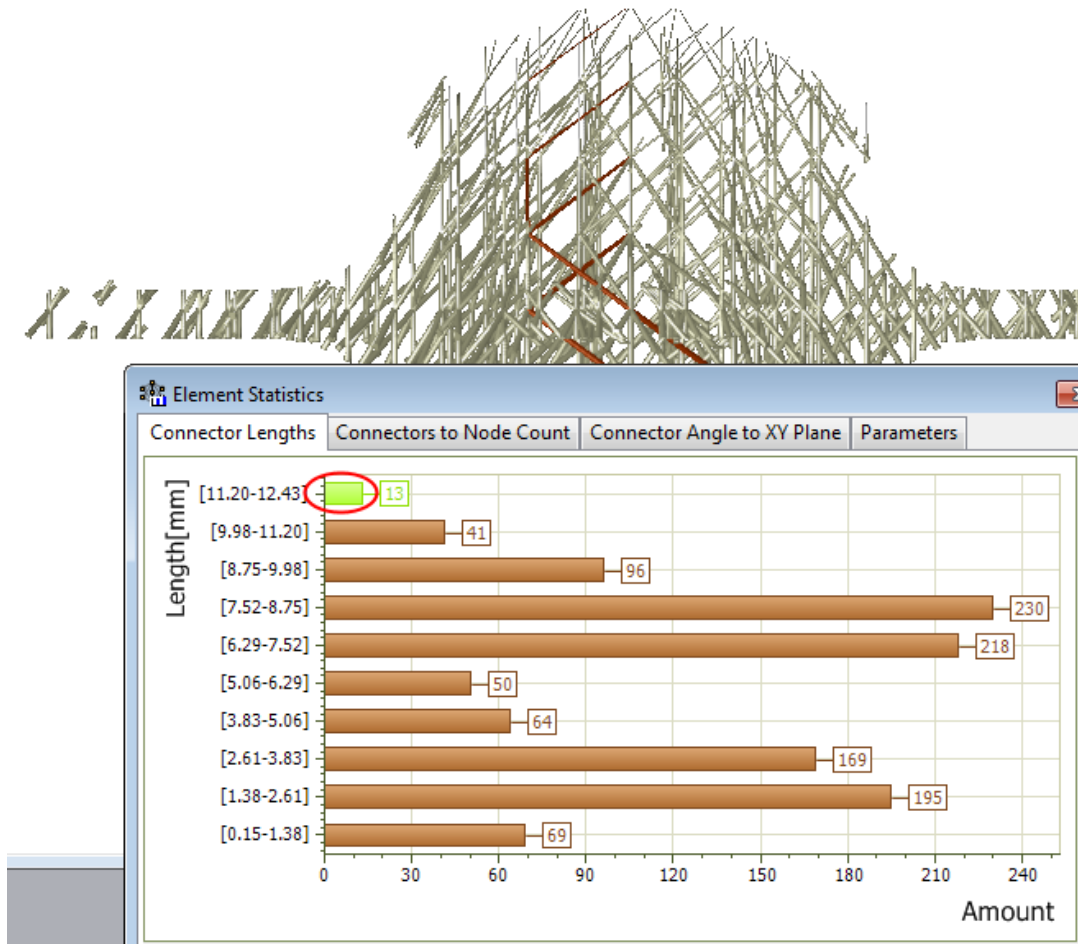 Element Statistics
Connector Lengths Connectors to Node Count Connector Angle to XY Plane Parameters
Length[mm]
[11.20-12.43] 13
[9.98-11.20] 41
[8.75-9.98] 96
[7.52-8.75] 230
[6.29-7.52] 218
[5.06-6.29] 50
[3.83-5.06] 64
[2.61-3.83] 169
[1.38-2.61] 195
[0.15-1.38] 69
0 30 60 90 120 150 180 210 240
Amount